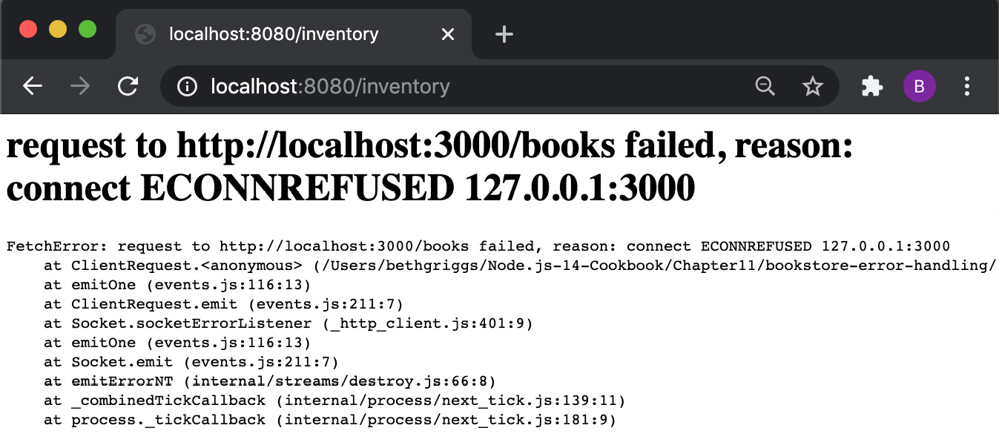 localhost:8080/inventory
localhost:8080/inventory
B
request to http://localhost:3000/books failed, reason:
connect ECONNREFUSED 127.0.0.1:3000
FetchError: request to http://localhost:3000/books failed, reason: connect ECONNREFUSED 127.0.0.1:3000
    at ClientRequest.<anonymous> (/Users/bethgriggs/Node.js-14-Cookbook/Chapter11/bookstore-error-handling/
    at emitOne (events.js:116:13)
    at ClientRequest.emit (events.js:211:7)
    at Socket.socketErrorListener (_http_client.js:401:9)
    at emitOne (events.js:116:13)
    at Socket.emit (events.js:211:7)
    at emitErrorNT (internal/streams/destroy.js:66:8)
    at _combinedTickCallback (internal/process/next_tick.js:139:11)
    at process._tickCallback (internal/process/next_tick.js:181:9)